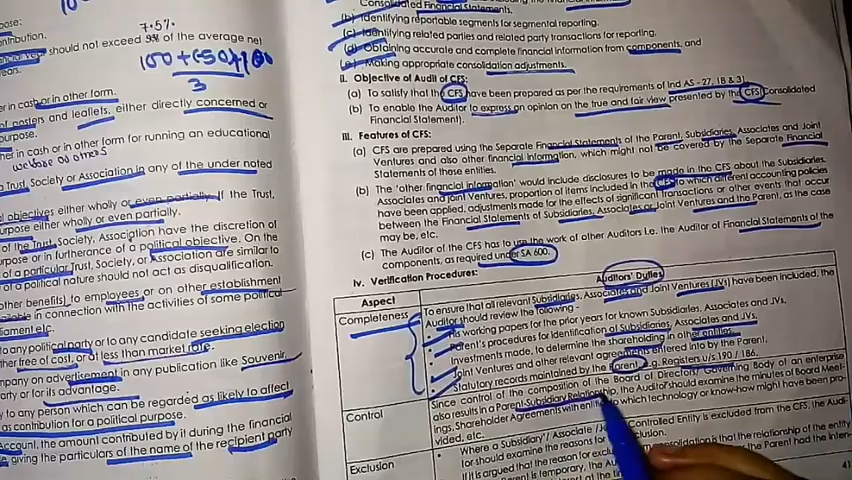 pose:
7.5%
ntribution.
should not exceed 5% of the average net
ears.
100 + (50) + 100
3
er in cash or in other form.
of posters and leaflets, either directly concerned or
purpose.
her in cash or in other form for running an educational
welfare as others
a Trust, Society or Association in any of the under noted
al objectives either wholly or even partially. If the Trust,
urpose either wholly or even partially.
of the Trust, Society, Association have the discretion of
urpose or in furtherance of a political objective. On the
of a particular Trust, Society, or Association are similar to
of a political nature should not act as disqualification.
other benefits) to employees or on other establishment
in connection with the activities of some political
liament etc.
to any political party or to any candidate seeking election
free of cost, or at less than market rate.
mpany on advertisement in any publication like Souvenir,
arty or for its advantage.
y to any person which are regarded as likely to affect
as contribution for a political purpose.
Account, the amount contributed by it during the financial
e giving the particulars of the name of the recipient party
Consolidated Financial Statements.
(b) Identifying reportable segments for segmental reporting.
(c) Identifying related parties and related party transactions for reporting.
(d) Obtaining accurate and complete financial information from components, and
(e) Making appropriate consolidation adjustments.
II. Objective of Audit of CFS:
(a) To satisfy that CFS have been prepared as per the requirements of Ind AS - 27, 1B & 3)
(b) To enable the Auditor to express an opinion on the true and fair view presented by the CFS (Consolidated
Financial Statement).
III. Features of CFS:
(a) CFS are prepared using the Separate Financial Statements of the Parent, Subsidiaries, Associates and Joint
Ventures and also other financial information, which might not be covered by the Separate Financial
Statements of these entities.
(b) The 'other financial information' would include disclosures to be made in the CFS about the Subsidiaries,
Associates and Joint Ventures, proportion of items included in the CFS to which different accounting policies
have been applied, adjustments made for the effects of significant transactions or other events that occur
between the Financial Statements of Subsidiaries, Associates or Joint Ventures and the Parent, as the case
may be, etc.
(c) The Auditor of the CFS has to use the work of other Auditors i.e. the Auditor of Financial Statements of the
components, as required under SA 600.
IV. Verification Procedures:
Aspect
Auditors' Duties
Completeness
To ensure that all relevant Subsidiaries, Associates and Joint Ventures (JVs) have been included, the
Auditor should review the following -
• His working papers for the prior years for known Subsidiaries, Associates and JVs.
• Parent's procedures for identification of Subsidiaries, Associates and JVs.
• Investments made, to determine the shareholding in other entities.
• Joint Ventures and other relevant agreements entered into by the Parent.
• Statutory records maintained by the Parent, e.g. Registers u/s 190 / 186.
Control
Since control of the composition of the Board of Directors/ Governing Body of an enterprise
also results in a Parent-Subsidiary Relationship, the Auditor should examine the minutes of Board Meet-
ings, Shareholder Agreements with entities to which technology or know-how might have been pro-
vided, etc.
Exclusion
• Where a Subsidiary / Associate / Controlled Entity is excluded from the CFS, the Audi-
tor should examine the reasons for exclusion.
If it is argued that the reason for consolidation is that the relationship of the entity
Parent is temporary, the had the inten-
41